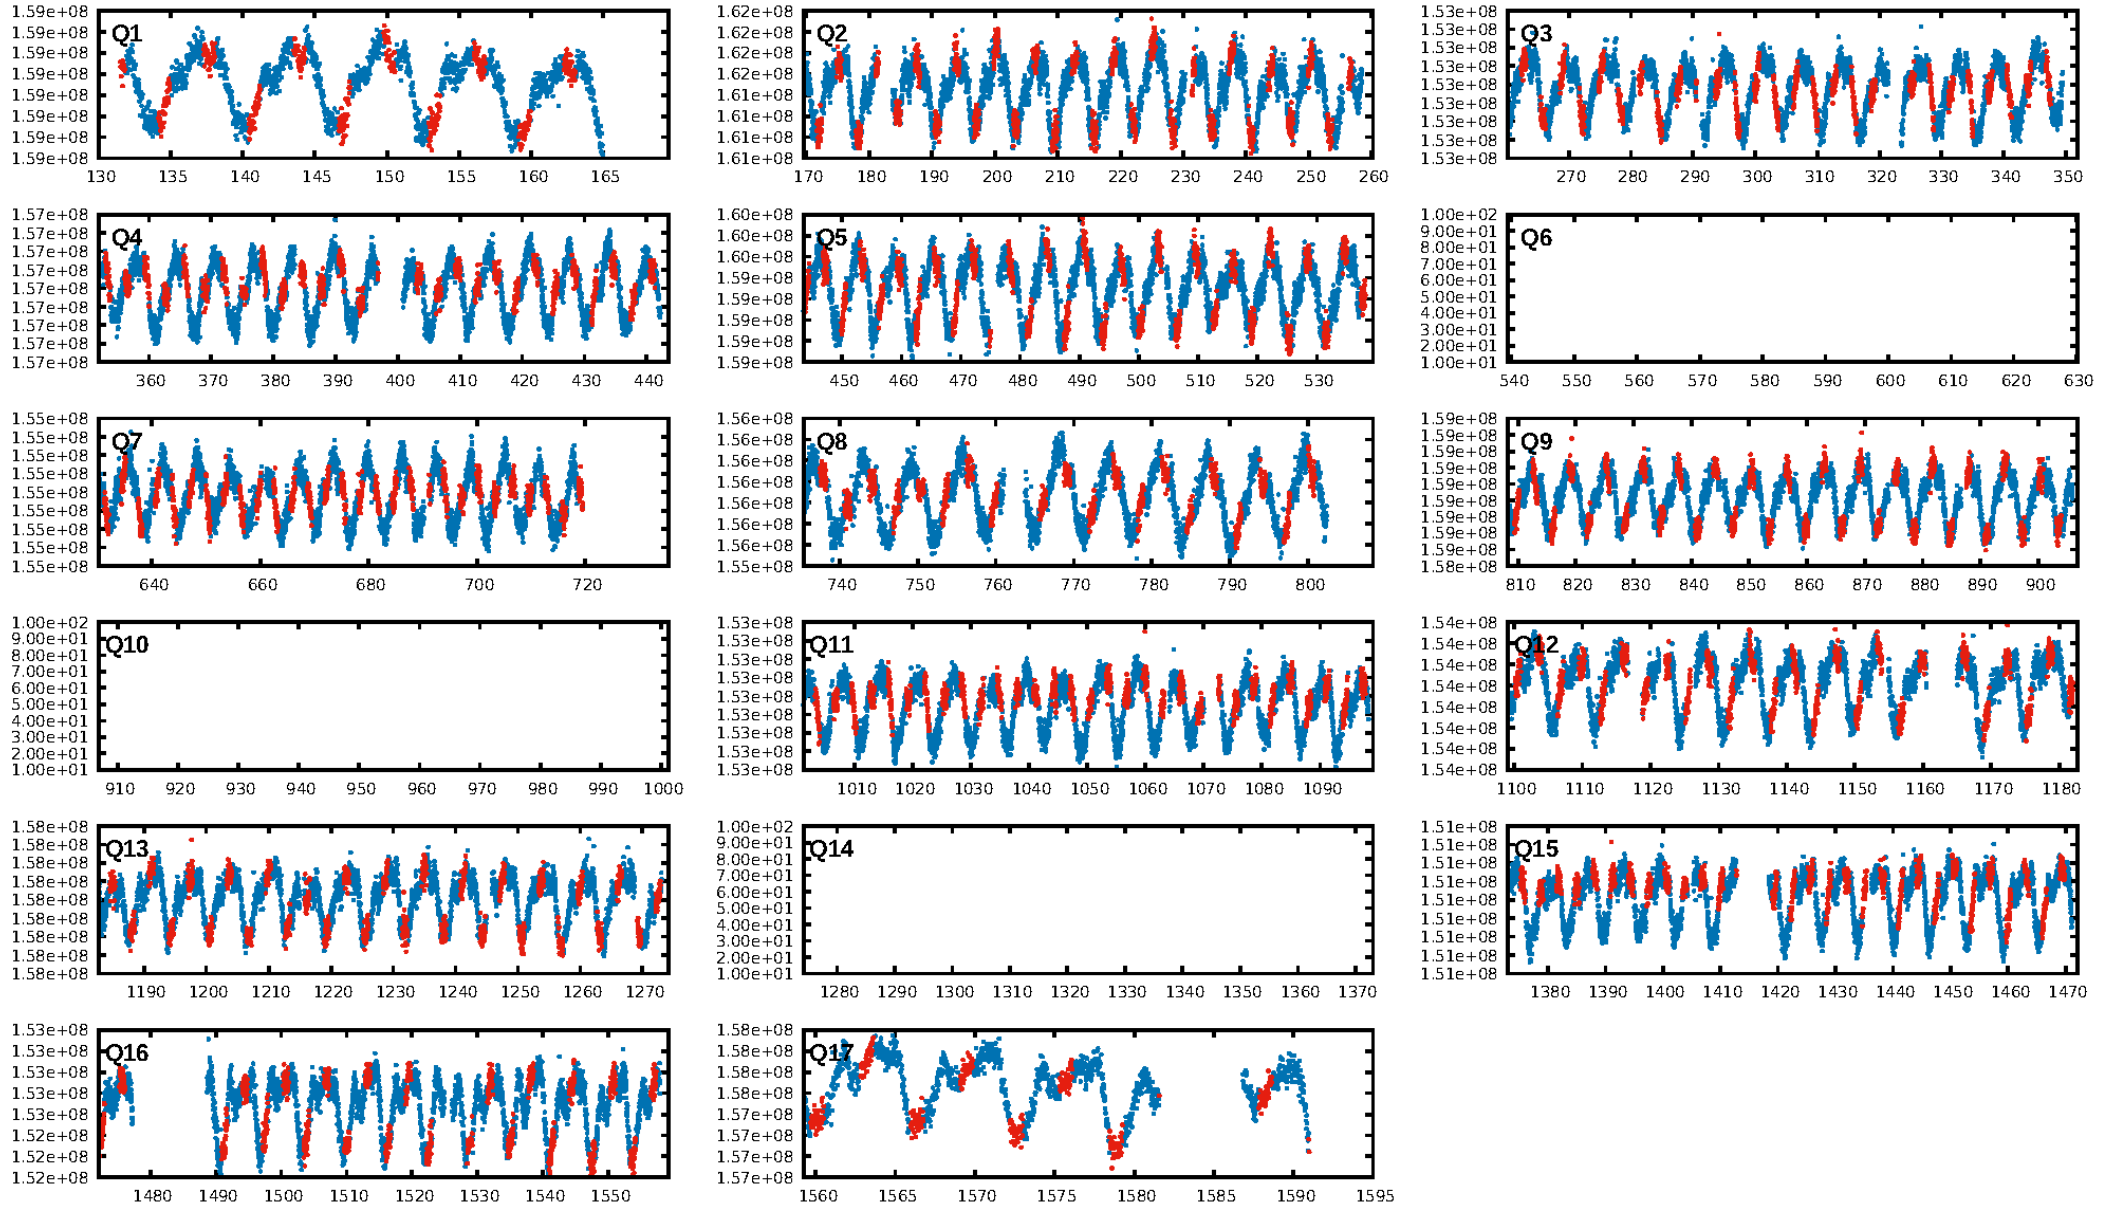 Q1
1.59e+08
1.59e+08
1.59e+08
1.59e+08
1.59e+08
1.59e+08
1.59e+08
1.59e+08
130 135 140 145 150 155 160 165
Q2
1.62e+08
1.62e+08
1.62e+08
1.62e+08
1.61e+08
1.61e+08
1.61e+08
1.61e+08
170 180 190 200 210 220 230 240 250 260
Q3
1.53e+08
1.53e+08
1.53e+08
1.53e+08
1.53e+08
1.53e+08
1.53e+08
1.53e+08
1.53e+08
270 280 290 300 310 320 330 340 350
Q4
1.57e+08
1.57e+08
1.57e+08
1.57e+08
1.57e+08
1.57e+08
1.57e+08
1.57e+08
1.57e+08
360 370 380 390 400 410 420 430 440
Q5
1.60e+08
1.60e+08
1.60e+08
1.59e+08
1.59e+08
1.59e+08
1.59e+08
1.59e+08
450 460 470 480 490 500 510 520 530
Q6
1.00e+02
9.00e+01
8.00e+01
7.00e+01
6.00e+01
5.00e+01
4.00e+01
3.00e+01
2.00e+01
1.00e+01
540 550 560 570 580 590 600 610 620 630
Q7
1.55e+08
1.55e+08
1.55e+08
1.55e+08
1.55e+08
1.55e+08
1.55e+08
1.55e+08
1.55e+08
640 660 680 700 720
Q8
1.56e+08
1.56e+08
1.56e+08
1.56e+08
1.56e+08
1.56e+08
1.56e+08
1.55e+08
740 750 760 770 780 790 800
Q9
1.59e+08
1.59e+08
1.59e+08
1.59e+08
1.59e+08
1.59e+08
1.59e+08
1.59e+08
1.59e+08
1.58e+08
810 820 830 840 850 860 870 880 890 900
Q10
1.00e+02
9.00e+01
8.00e+01
7.00e+01
6.00e+01
5.00e+01
4.00e+01
3.00e+01
2.00e+01
1.00e+01
910 920 930 940 950 960 970 980 990 1000
Q11
1.53e+08
1.53e+08
1.53e+08
1.53e+08
1.53e+08
1.53e+08
1.53e+08
1.53e+08
1.53e+08
1010 1020 1030 1040 1050 1060 1070 1080 1090
Q12
1.54e+08
1.54e+08
1.54e+08
1.54e+08
1.54e+08
1.54e+08
1.54e+08
1.54e+08
1100 1110 1120 1130 1140 1150 1160 1170 1180
Q13
1.58e+08
1.58e+08
1.58e+08
1.58e+08
1.58e+08
1.58e+08
1.58e+08
1.58e+08
1.58e+08
1190 1200 1210 1220 1230 1240 1250 1260 1270
Q14
1.00e+02
9.00e+01
8.00e+01
7.00e+01
6.00e+01
5.00e+01
4.00e+01
3.00e+01
2.00e+01
1.00e+01
1280 1290 1300 1310 1320 1330 1340 1350 1360 1370
Q15
1.51e+08
1.51e+08
1.51e+08
1.51e+08
1.51e+08
1.51e+08
1.51e+08
1.51e+08
1.51e+08
1380 1390 1400 1410 1420 1430 1440 1450 1460 1470
Q16
1.53e+08
1.53e+08
1.53e+08
1.53e+08
1.53e+08
1.52e+08
1.52e+08
1.52e+08
1480 1490 1500 1510 1520 1530 1540 1550
Q17
1.58e+08
1.58e+08
1.58e+08
1.58e+08
1.57e+08
1.57e+08
1.57e+08
1.57e+08
1560 1565 1570 1575 1580 1585 1590 1595